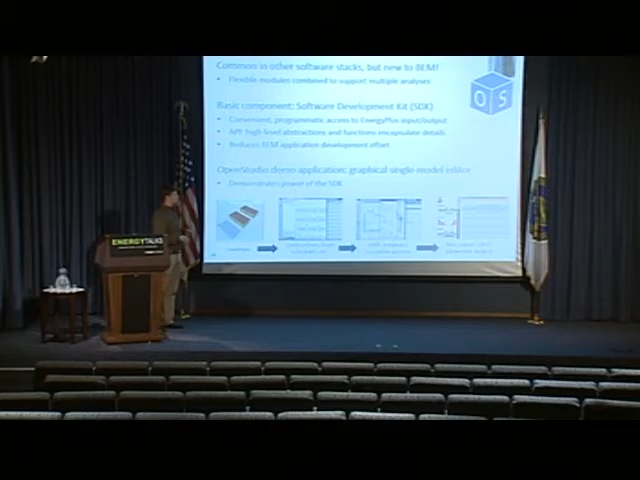 Common in other software stacks, but new to BEM!
• Flexible modules combined to support multiple analyses
Basic component: Software Development Kit (SDK)
• Convenient, programmatic access to EnergyPlus input/output
• API: high-level abstractions and functions encapsulate details
• Reduces BEM application development effort
OpenStudio demo application: graphical single-model editor
• Demonstrates power of the SDK
O S
ENERGYTALKS